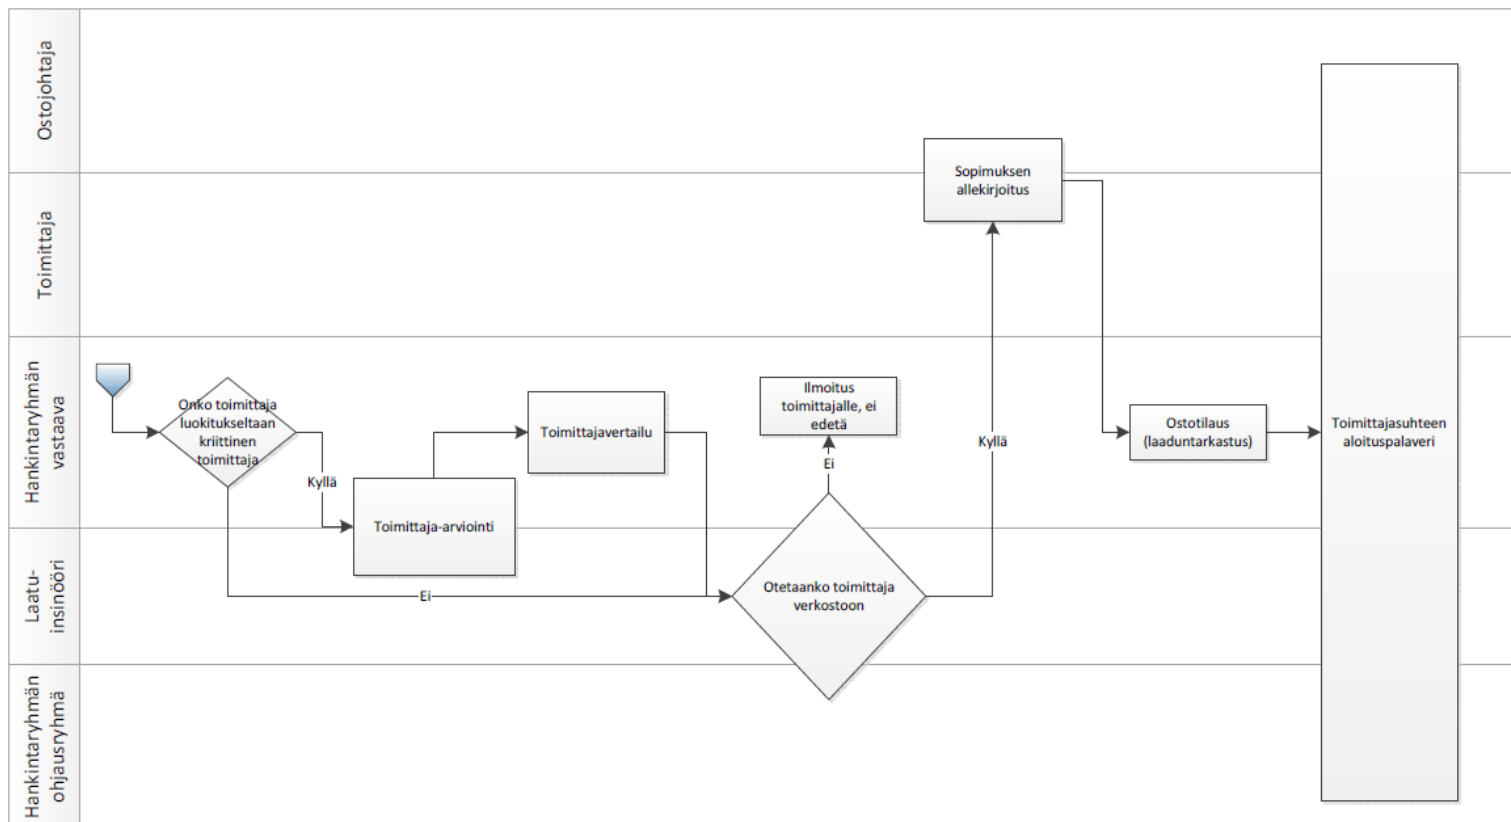 Ostojohtaja
Toimittaja
Hankintaryhmän
vastaava
Laatu-
insinööri
Hankintaryhmän
ohjausryhmä
Onko toimittaja
luokitukseltaan
kriittinen
toimittaja
Kyllä
Ei
Toimittaja-arviointi
Toimittajavertailu
Ilmoitus
toimittajalle, ei
edetä
Ei
Otetaanko toimittaja
verkostoon
Kyllä
Sopimuksen
allekirjoitus
Ostotilaus
(laaduntarkastus)
Toimittajasuhteen
aloituspalaveri